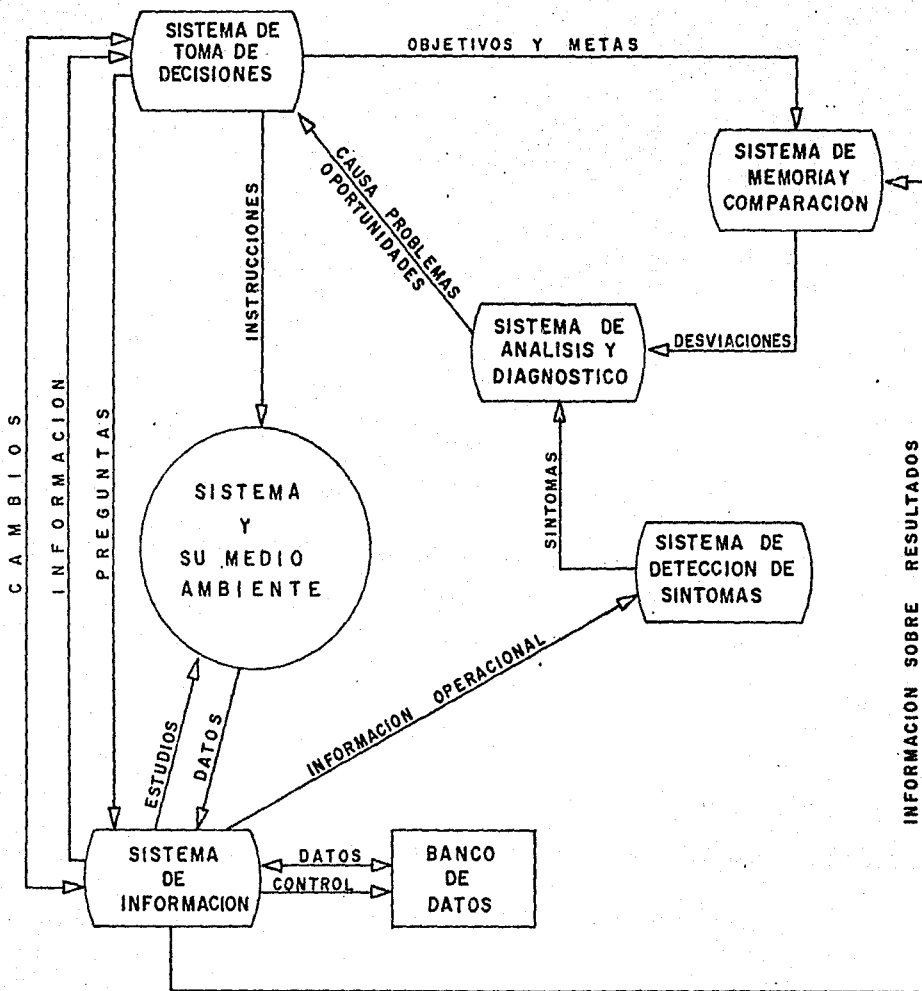 SISTEMA DE
TOMA DE
DECISIONES
OBJETIVOS Y METAS
SISTEMA DE
MEMORIA Y
COMPARACION
CAUSA PROBLEMAS
OPORTUNIDADES
INSTRUCCIONES
SISTEMA DE
ANALISIS Y
DIAGNOSTICO
DESVIACIONES
CAMBIOS
INFORMACION
PREGUNTAS
SISTEMA
Y
SU MEDIO
AMBIENTE
SINTOMAS
SISTEMA DE
DETECCION DE
SINTOMAS
INFORMACION SOBRE RESULTADOS
ESTUDIOS
DATOS
INFORMACION OPERACIONAL
SISTEMA
DE
INFORMACION
DATOS
CONTROL
BANCO
DE
DATOS